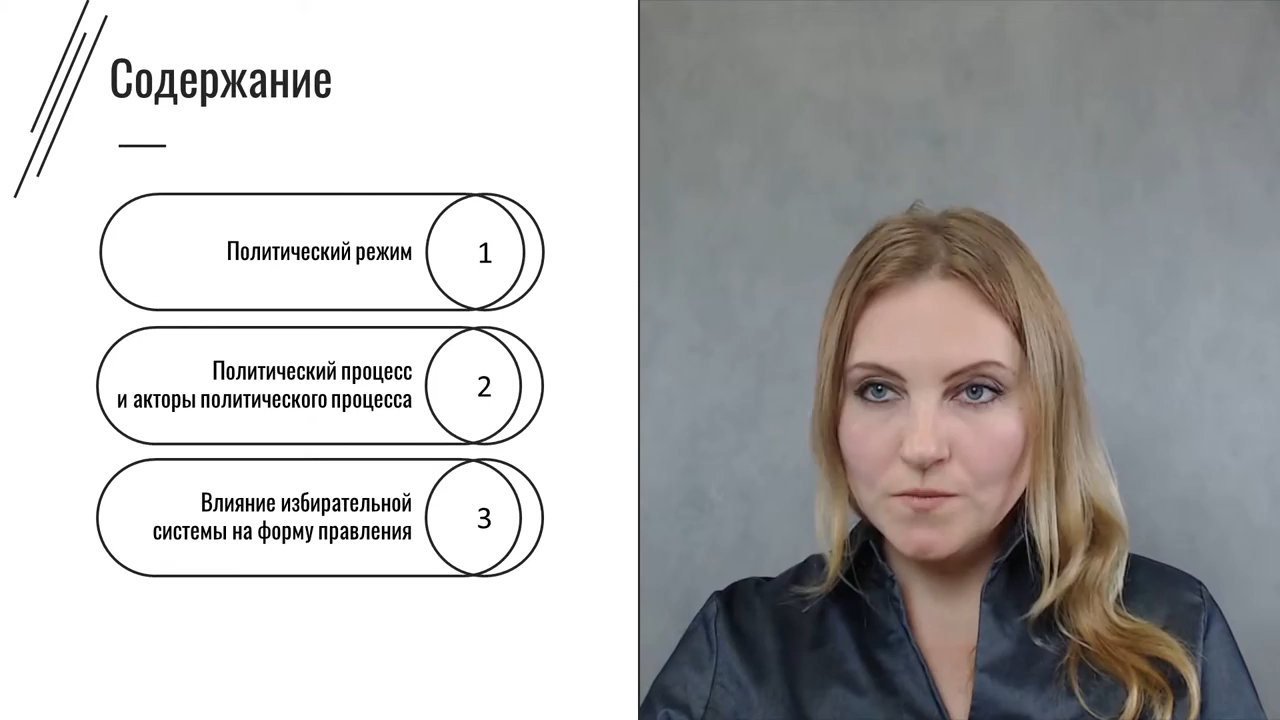 Содержание
Политический режим
1
Политический процесс
и акторы политического процесса
2
Влияние избирательной
системы на форму правления
3